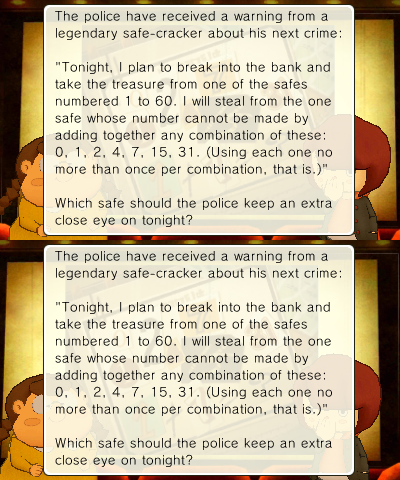 The police have received a warning from a
legendary safe-cracker about his next crime:
"Tonight, I plan to break into the bank and
take the treasure from one of the safes
numbered 1 to 60. I will steal from the one
safe whose number cannot be made by
adding together any combination of these:
0, 1, 2, 4, 7, 15, 31. (Using each one no
more than once per combination, that is.)"
Which safe should the police keep an extra
close eye on tonight?
The police have received a warning from a
legendary safe-cracker about his next crime:
"Tonight, I plan to break into the bank and
take the treasure from one of the safes
numbered 1 to 60. I will steal from the one
safe whose number cannot be made by
adding together any combination of these:
0, 1, 2, 4, 7, 15, 31. (Using each one no
more than once per combination, that is.)"
Which safe should the police keep an extra
close eye on tonight?